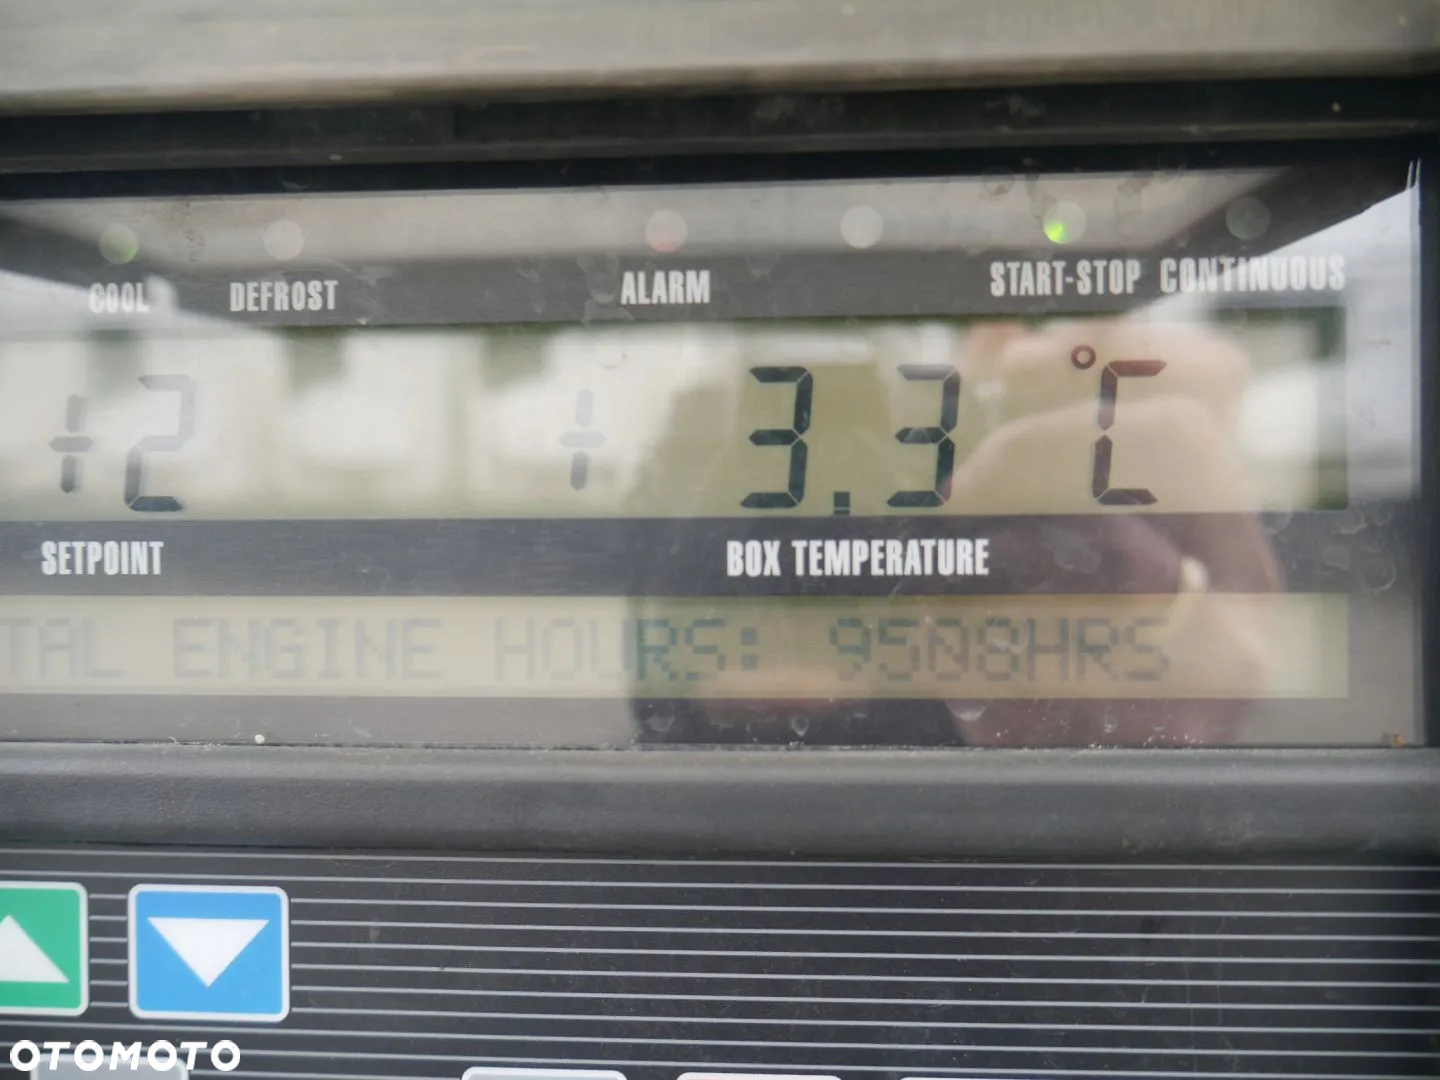 COOL DEFROST ALARM START-STOP CONTINUOUS
+2 + 3.3 °C
SETPOINT BOX TEMPERATURE
TAL ENGINE HOURS: 9508HRS
OTOMOTO